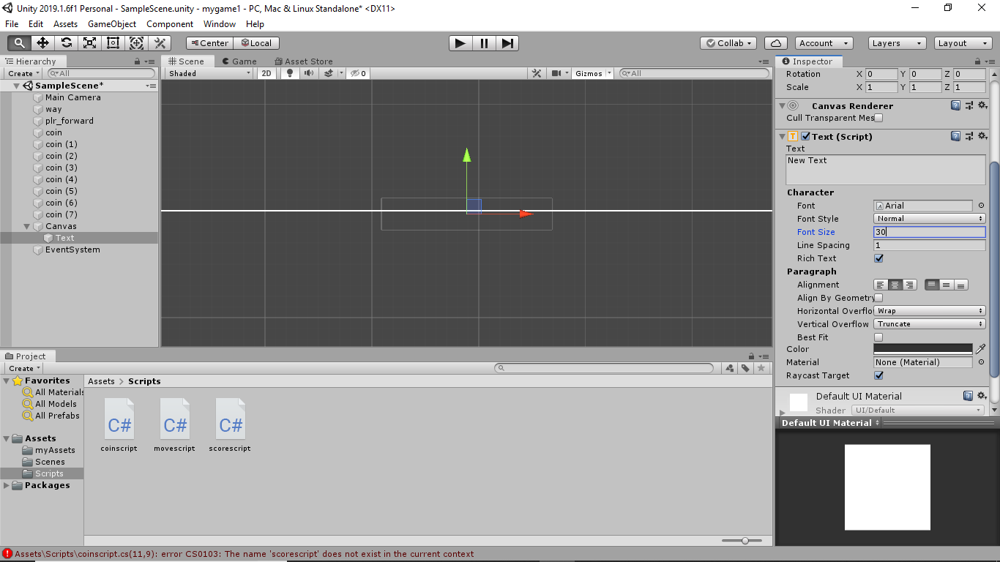 Unity 2019.1.6f1 Personal - SampleScene.unity - mygame1 - PC, Mac & Linux Standalone* <DX11>
File Edit Assets GameObject Component Window Help
Center Local Collab Account Layers Layout
Hierarchy
Create All
SampleScene*
Main Camera
way
plr_forward
coin
coin (1)
coin (2)
coin (3)
coin (4)
coin (5)
coin (6)
coin (7)
Canvas
Text
EventSystem
Scene Game Asset Store
Shaded 2D 0 Gizmos All
Inspector
Rotation X 0 Y 0 Z 0
Scale X 1 Y 1 Z 1
Canvas Renderer
Cull Transparent Mes
Text (Script)
Text
New Text
Character
Font Arial
Font Style Normal
Font Size 30
Line Spacing 1
Rich Text
Paragraph
Alignment
Align By Geometry
Horizontal Overflo Wrap
Vertical Overflow Truncate
Best Fit
Color
Material None (Material)
Raycast Target
Default UI Material
Shader UI/Default
Default UI Material
Project
Create
Favorites
All Materials
All Models
All Prefabs
Assets
myAssets
Scenes
Scripts
Packages
Assets > Scripts
C# C# C#
coinscript movescript scorescript
Assets\Scripts\coinscript.cs(11,9): error CS0103: The name 'scorescript' does not exist in the current context